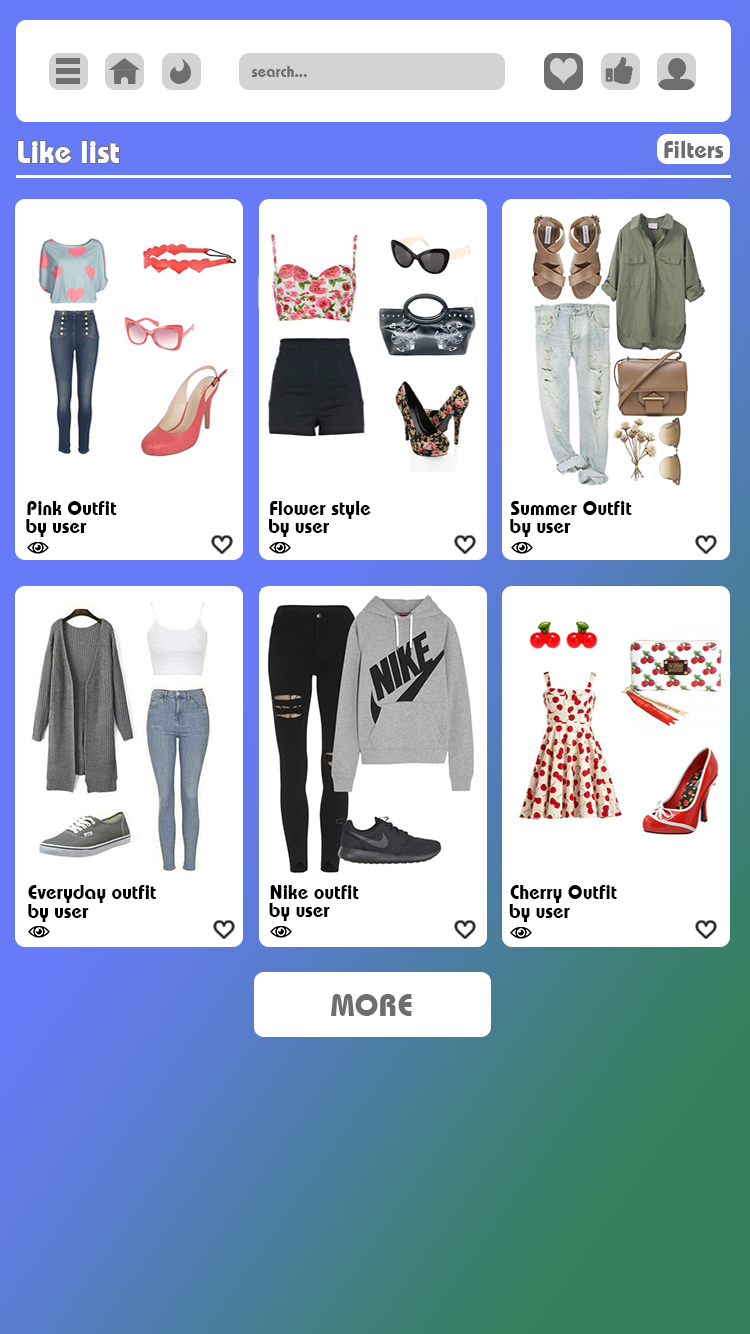 search...
Like list
Filters
Pink Outfit
by user
Flower style
by user
Summer Outfit
by user
NIKE
Everyday outfit
by user
Nike outfit
by user
Cherry Outfit
by user
MORE